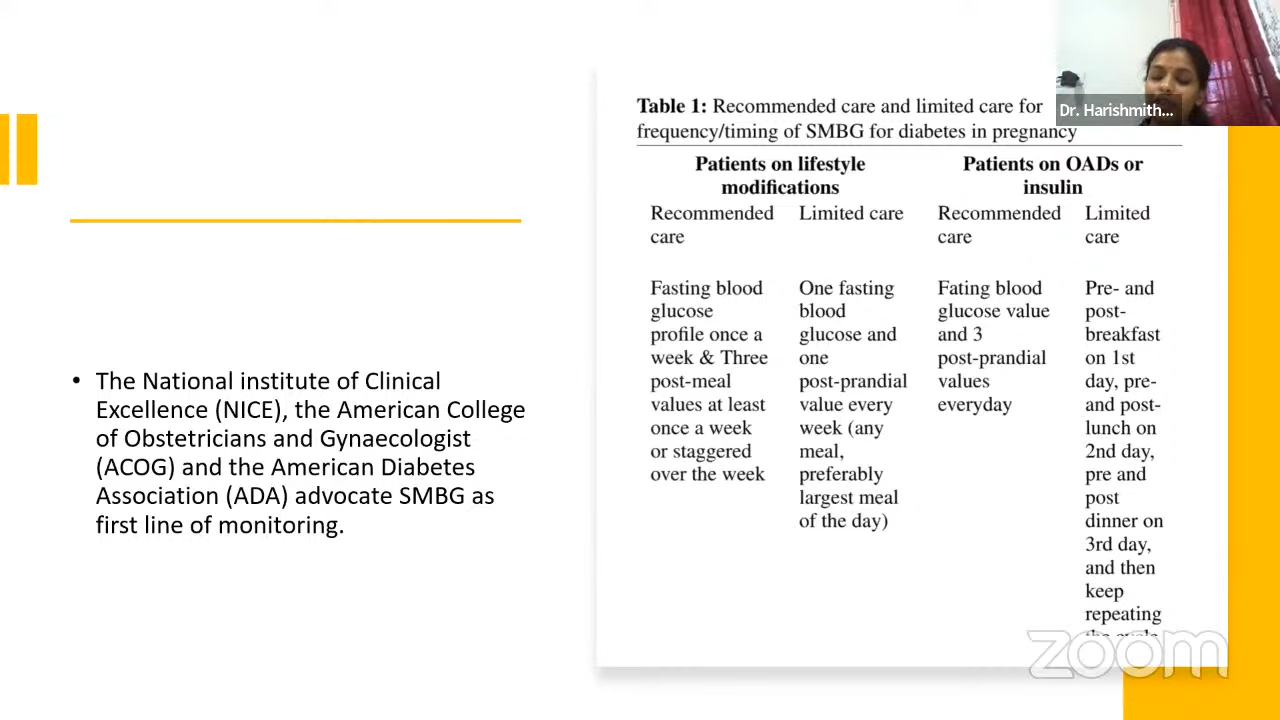 • The National institute of Clinical
Excellence (NICE), the American College
of Obstetricians and Gynaecologist
(ACOG) and the American Diabetes
Association (ADA) advocate SMBG as
first line of monitoring.
Table 1: Recommended care and limited care for
frequency/timing of SMBG for diabetes in pregnancy
Patients on lifestyle
modifications
Patients on OADs or
insulin
Recommended
care
Limited care
Recommended
care
Limited
care
Fasting blood
glucose
profile once a
week & Three
post-meal
values at least
once a week
or staggered
over the week
One fasting
blood
glucose and
one
post-prandial
value every
week (any
meal,
preferably
largest meal
of the day)
Fating blood
glucose value
and 3
post-prandial
values
everyday
Pre- and
post-
breakfast
on 1st
day, pre-
and post-
lunch on
2nd day,
pre and
post
dinner on
3rd day,
and then
keep
repeating
Dr. Harishmith...
zoom